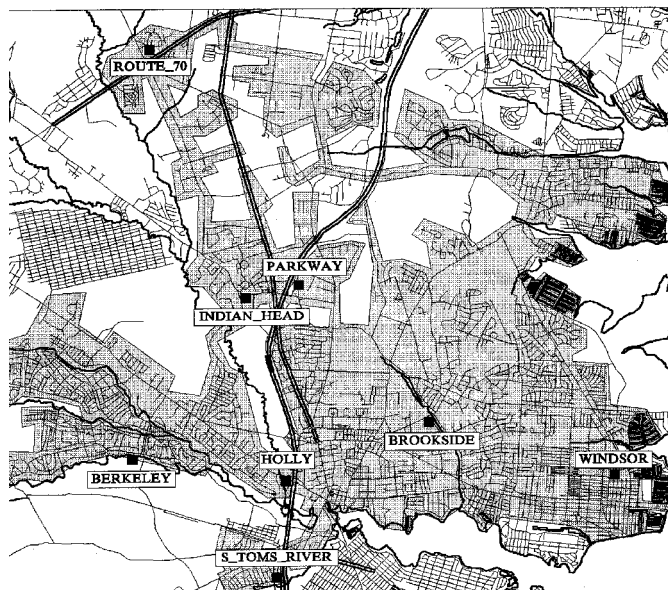 ROUTE_70
PARKWAY
INDIAN_HEAD
BROOKSIDE
HOLLY
WINDSOR
BERKELEY
S_TOMS_RIVER